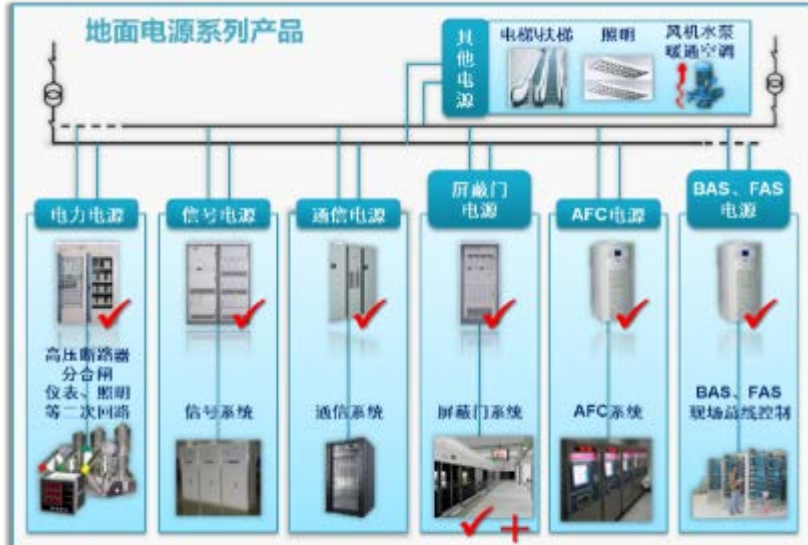 地面电源系列产品
其他电源
电梯\扶梯
照明
风机水泵
暖通空调
电力电源
信号电源
通信电源
屏蔽门
电源
AFC电源
BAS、FAS
电源
高压断路器
分合闸
仪表、照明
等二次回路
信号系统
通信系统
屏蔽门系统
AFC系统
BAS、FAS
现场总线控制